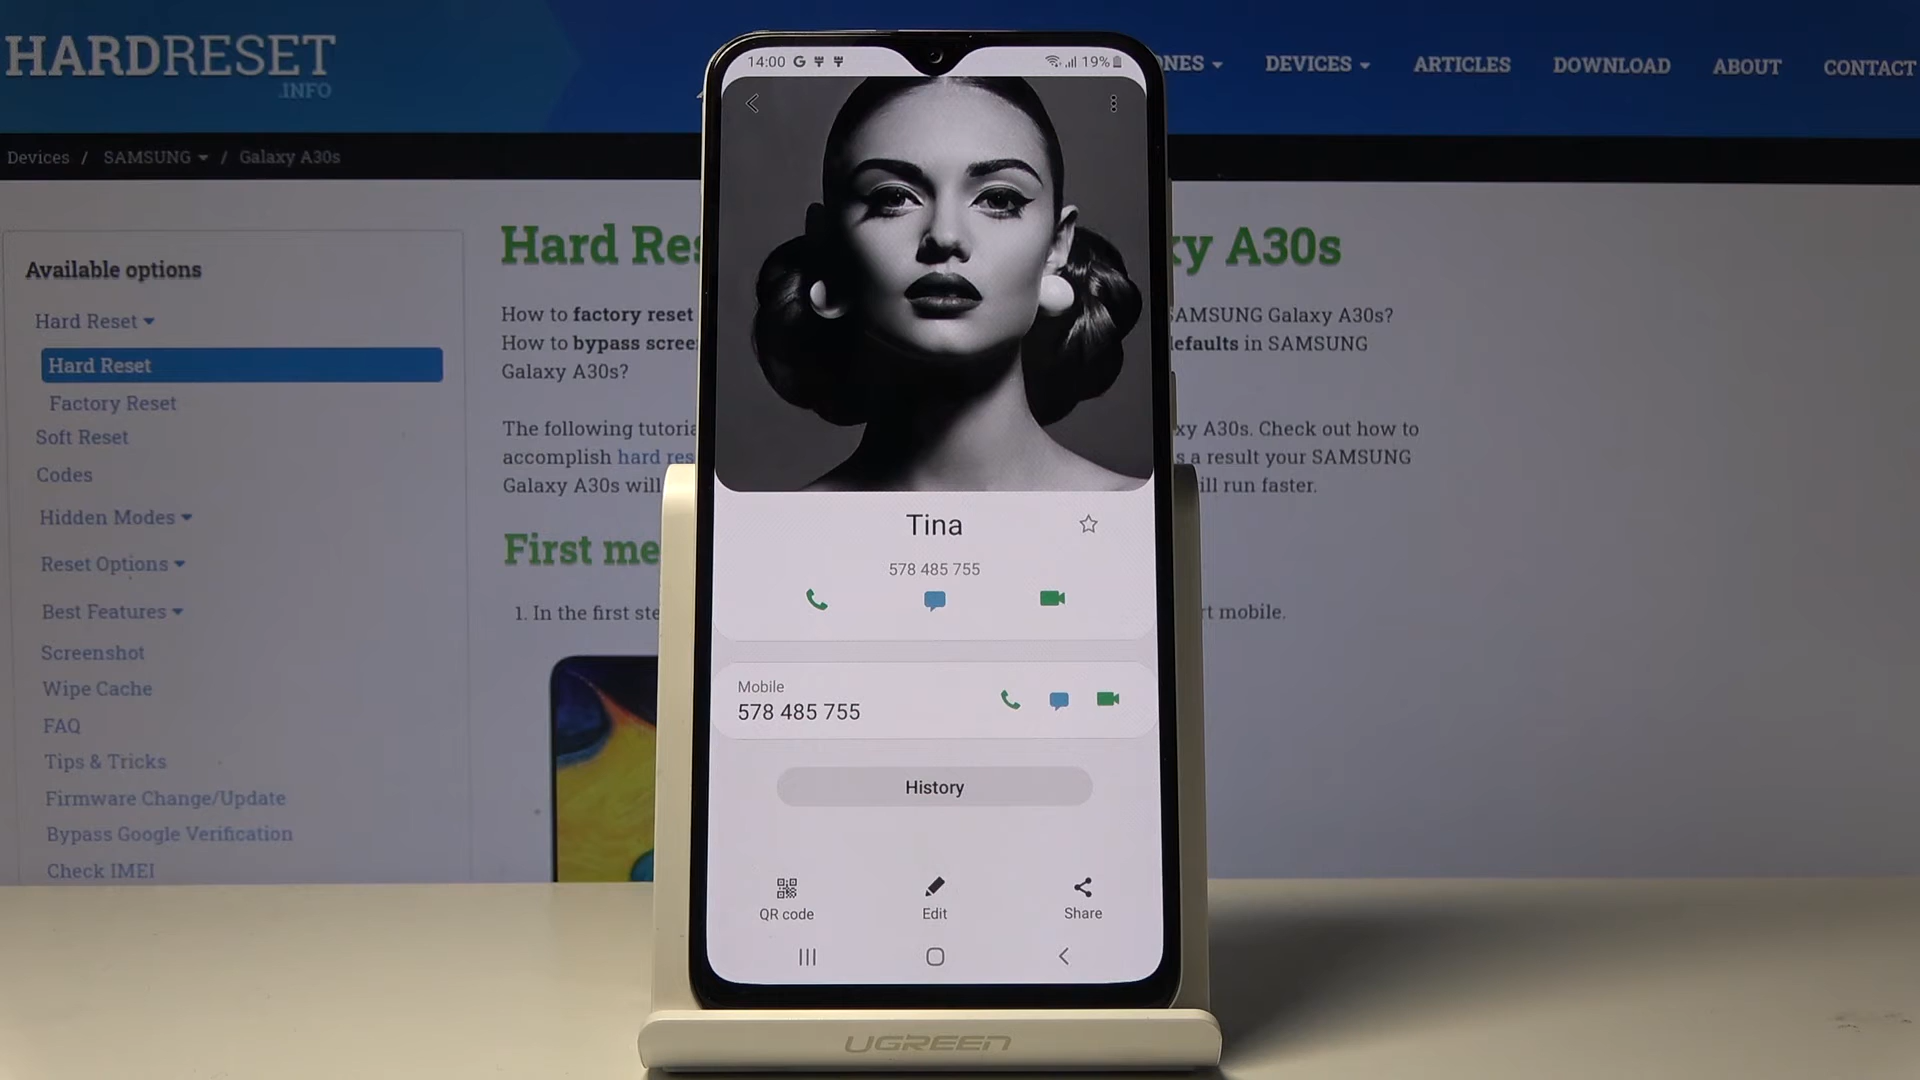 HARDRESET
.INFO
NES
DEVICES
ARTICLES
DOWNLOAD
ABOUT
CONTACT
Devices / SAMSUNG / Galaxy A30s
Available options
Hard Reset
Hard Reset
Factory Reset
Soft Reset
Codes
Hidden Modes
Reset Options
Best Features
Screenshot
Wipe Cache
FAQ
Tips & Tricks
Firmware Change/Update
Bypass Google Verification
Check IMEI
Hard Res
xy A30s
How to factory reset
SAMSUNG Galaxy A30s?
How to bypass scree
efaults in SAMSUNG
Galaxy A30s?
The following tutoria
xy A30s. Check out how to
accomplish hard res
s a result your SAMSUNG
Galaxy A30s will
ill run faster.
First me
1. In the first ste
rt mobile.
14:00 G
19%
Tina
578 485 755
Mobile
578 485 755
History
QR code
Edit
Share
UGREEN